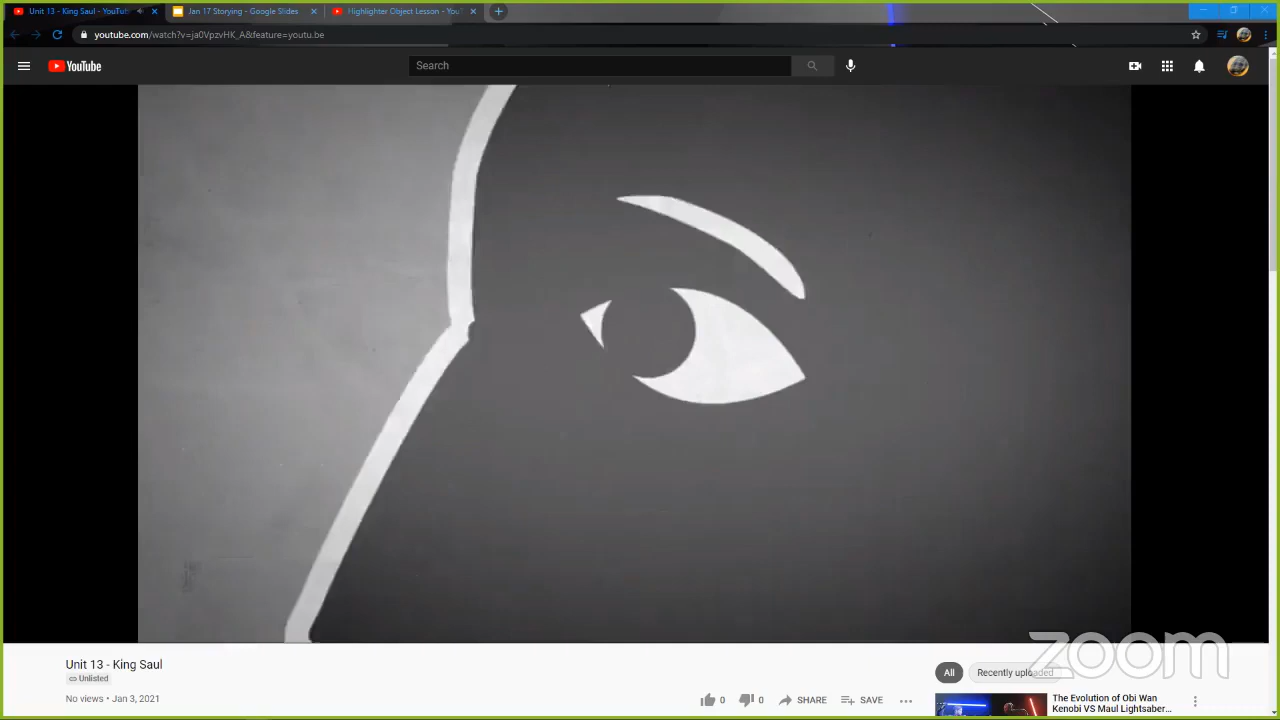 Unit 13 - King Saul - YouTub
Jan 17 Storying - Google Slides
Highlighter Object Lesson - You
youtube.com/watch?v=ja0VpzvHK_A&feature=youtu.be
YouTube
Search
Unit 13 - King Saul
Unlisted
No views • Jan 3, 2021
0
0
SHARE
SAVE
All
Recently uploaded
The Evolution of Obi Wan
Kenobi VS Maul Lightsaber...
zoom